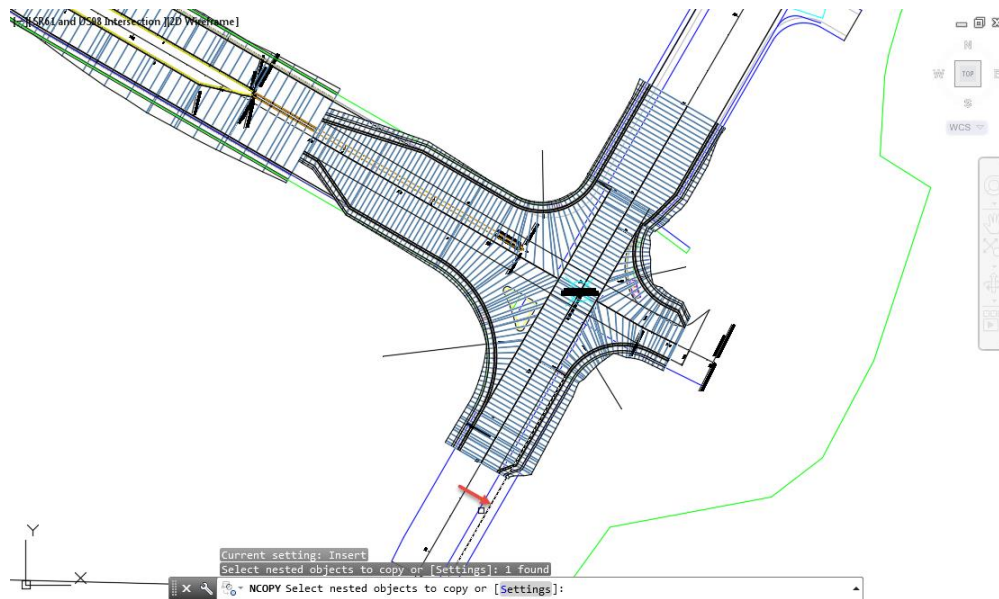 [-][SR61 and US98 Intersection][2D Wireframe]
N
W
TOP
E
S
WCS
Y
X
Current setting: Insert
Select nested objects to copy or [Settings]: 1 found
NCOPY Select nested objects to copy or [Settings]: